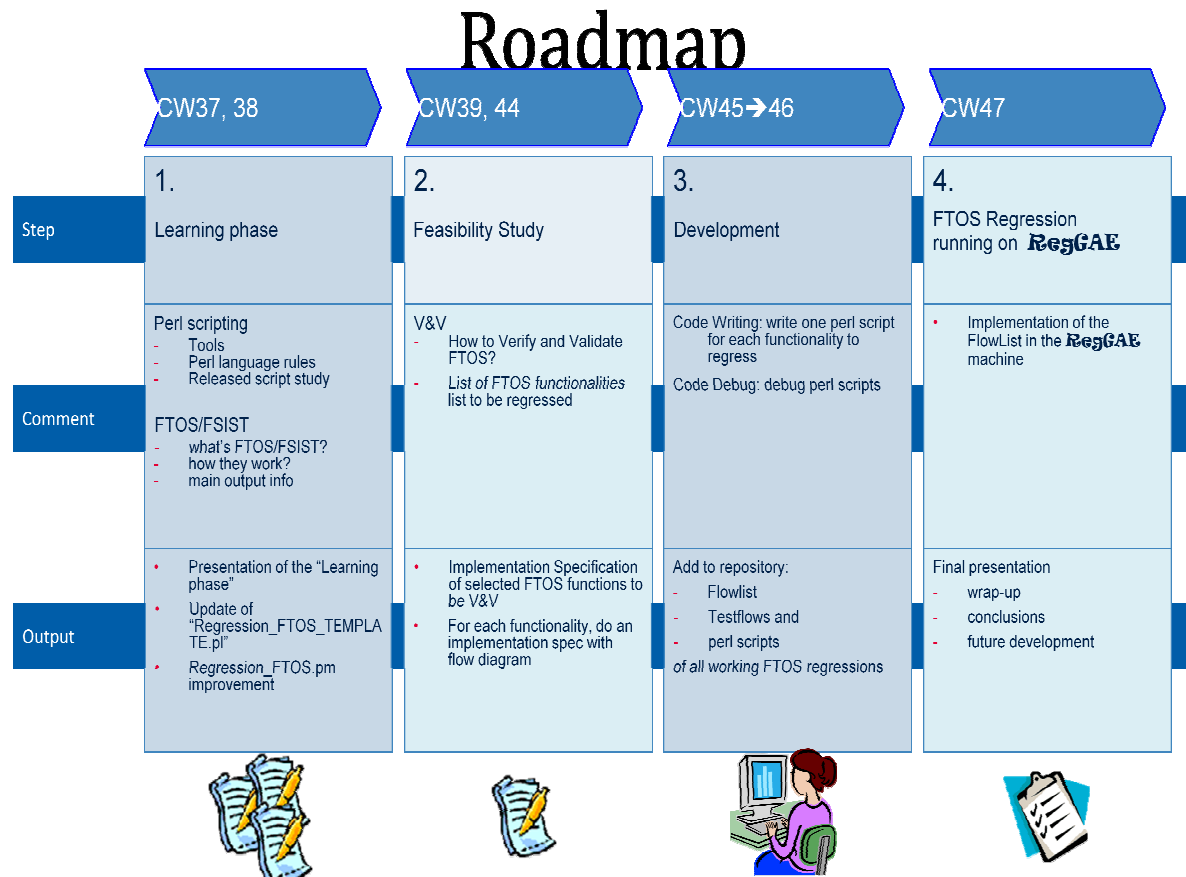 Roadmap
CW37, 38
CW39, 44
CW45➔46
CW47
Step
1.
Learning phase
2.
Feasibility Study
3.
Development
4.
FTOS Regression
running on RegGAE
Comment
Perl scripting
- Tools
- Perl language rules
- Released script study
FTOS/FSIST
- what's FTOS/FSIST?
- how they work?
- main output info
V&V
- How to Verify and Validate
FTOS?
- List of FTOS functionalities
list to be regressed
Code Writing: write one perl script
for each functionality to
regress
Code Debug: debug perl scripts
• Implementation of the
FlowList in the RegGAE
machine
Output
• Presentation of the “Learning
phase”
• Update of
“Regression_FTOS_TEMPLA
TE.pl”
• Regression_FTOS.pm
improvement
• Implementation Specification
of selected FTOS functions to
be V&V
• For each functionality, do an
implementation spec with
flow diagram
Add to repository:
- Flowlist
- Testflows and
- perl scripts
of all working FTOS regressions
Final presentation
- wrap-up
- conclusions
- future development